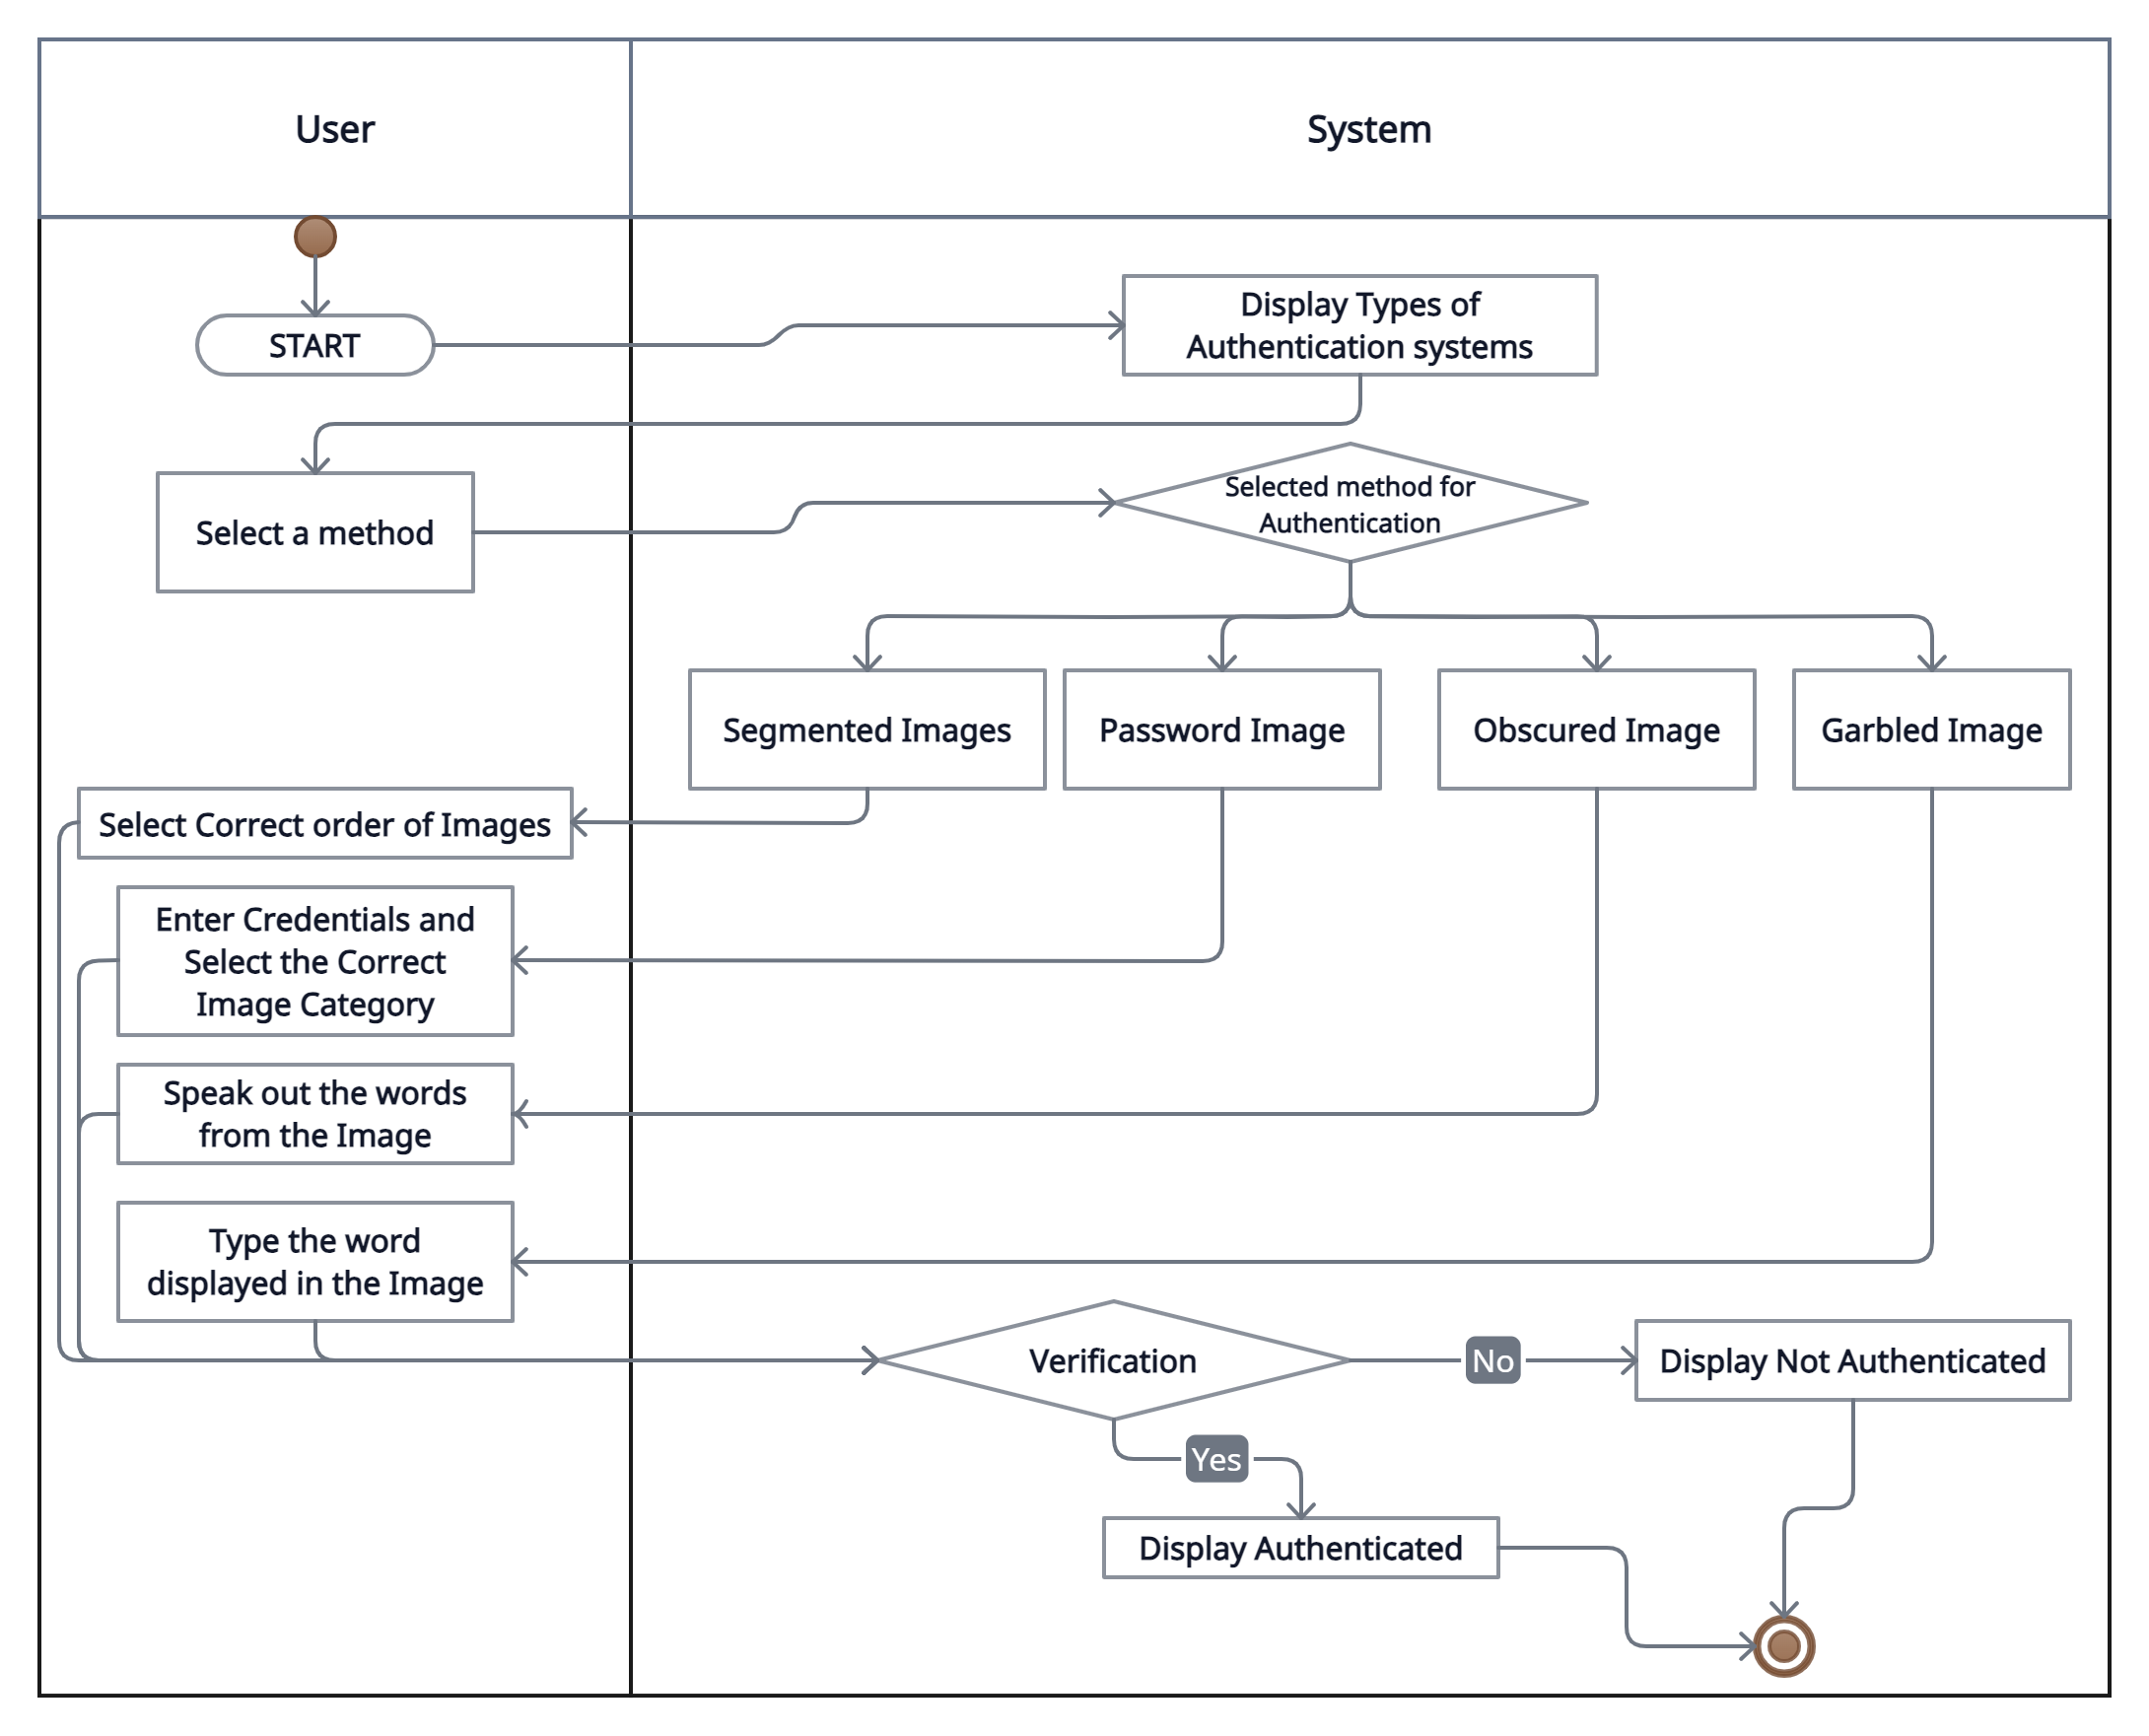 User
System
START
Display Types of
Authentication systems
Select a method
Selected method for
Authentication
Segmented Images
Password Image
Obscured Image
Garbled Image
Select Correct order of Images
Enter Credentials and
Select the Correct
Image Category
Speak out the words
from the Image
Type the word
displayed in the Image
Verification
No
Display Not Authenticated
Yes
Display Authenticated